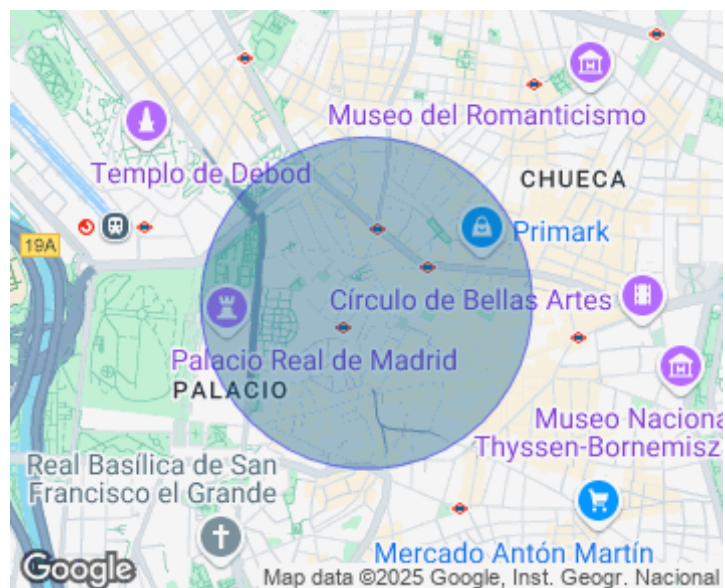 Museo del Romanticismo
Templo de Debod
CHUECA
19A
Primark
Círculo de Bellas Artes
Palacio Real de Madrid
PALACIO
Museo Naciona
Thyssen-Bornemisz
Real Basílica de San
Francisco el Grande
Mercado Antón Martín
Google
Map data ©2025 Google, Inst. Geogr. Nacional